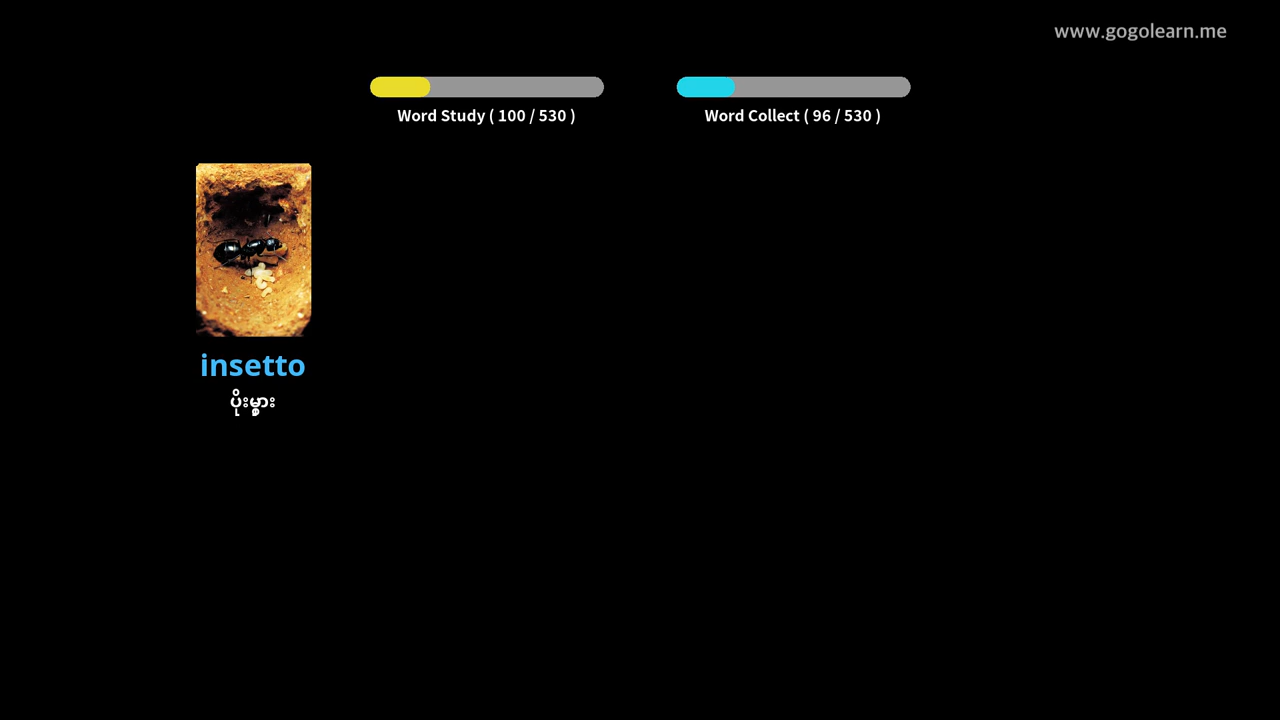 www.gogolearn.me
Word Study ( 100 / 530 )
Word Collect ( 96 / 530 )
insetto
ပိုးမွှား